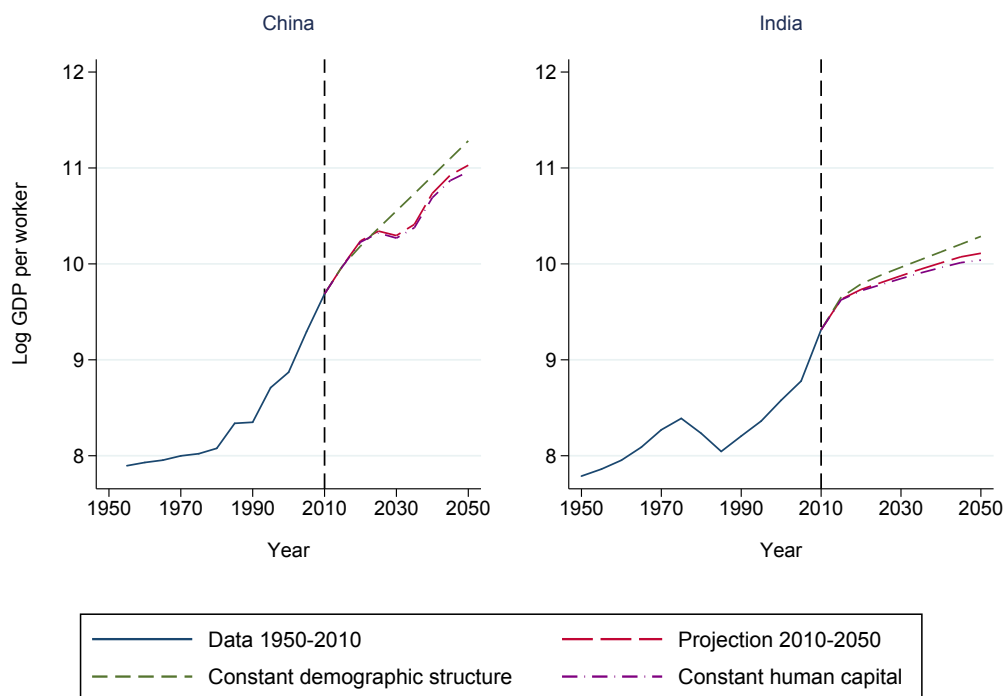 China
India
Log GDP per worker
12
11
10
9
8
1950 1970 1990 2010 2030 2050
Year
12
11
10
9
8
1950 1970 1990 2010 2030 2050
Year
Data 1950-2010
Projection 2010-2050
Constant demographic structure
Constant human capital